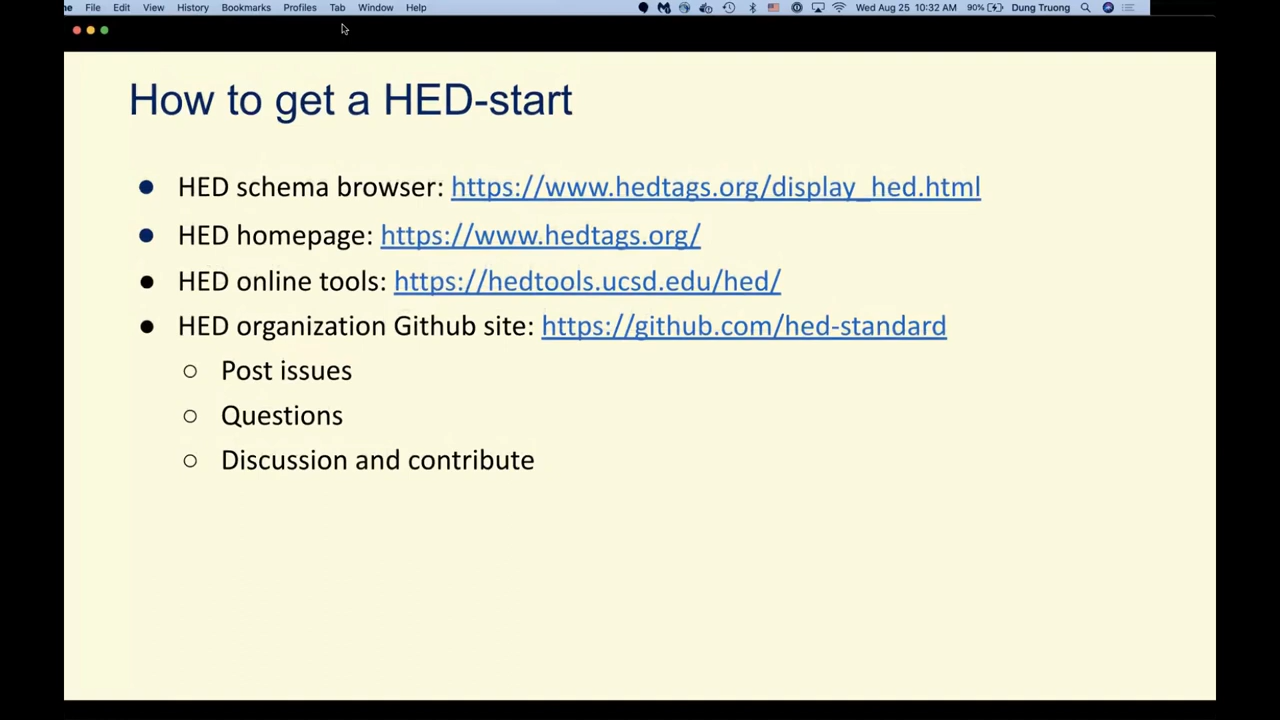 File Edit View History Bookmarks Profiles Tab Window Help Wed Aug 25 10:32 AM 90% Dung Truong
How to get a HED-start
● HED schema browser: https://www.hedtags.org/display_hed.html
● HED homepage: https://www.hedtags.org/
● HED online tools: https://hedtools.ucsd.edu/hed/
● HED organization Github site: https://github.com/hed-standard
○ Post issues
○ Questions
○ Discussion and contribute